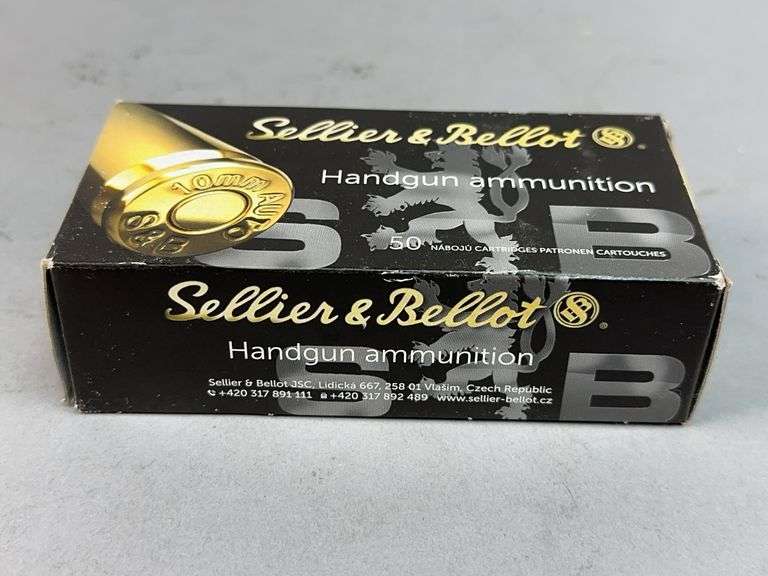 10mm AUTO
S&B
Sellier & Bellot S&B ®
Handgun ammunition
S B
50 NÁBOJŮ CARTRIDGES PATRONEN CARTOUCHES
Sellier & Bellot S&B ®
Handgun ammunition
Sellier & Bellot JSC, Lidická 667, 258 01 Vlašim, Czech Republic
+420 317 891 111 +420 317 892 489 www.sellier-bellot.cz
S B